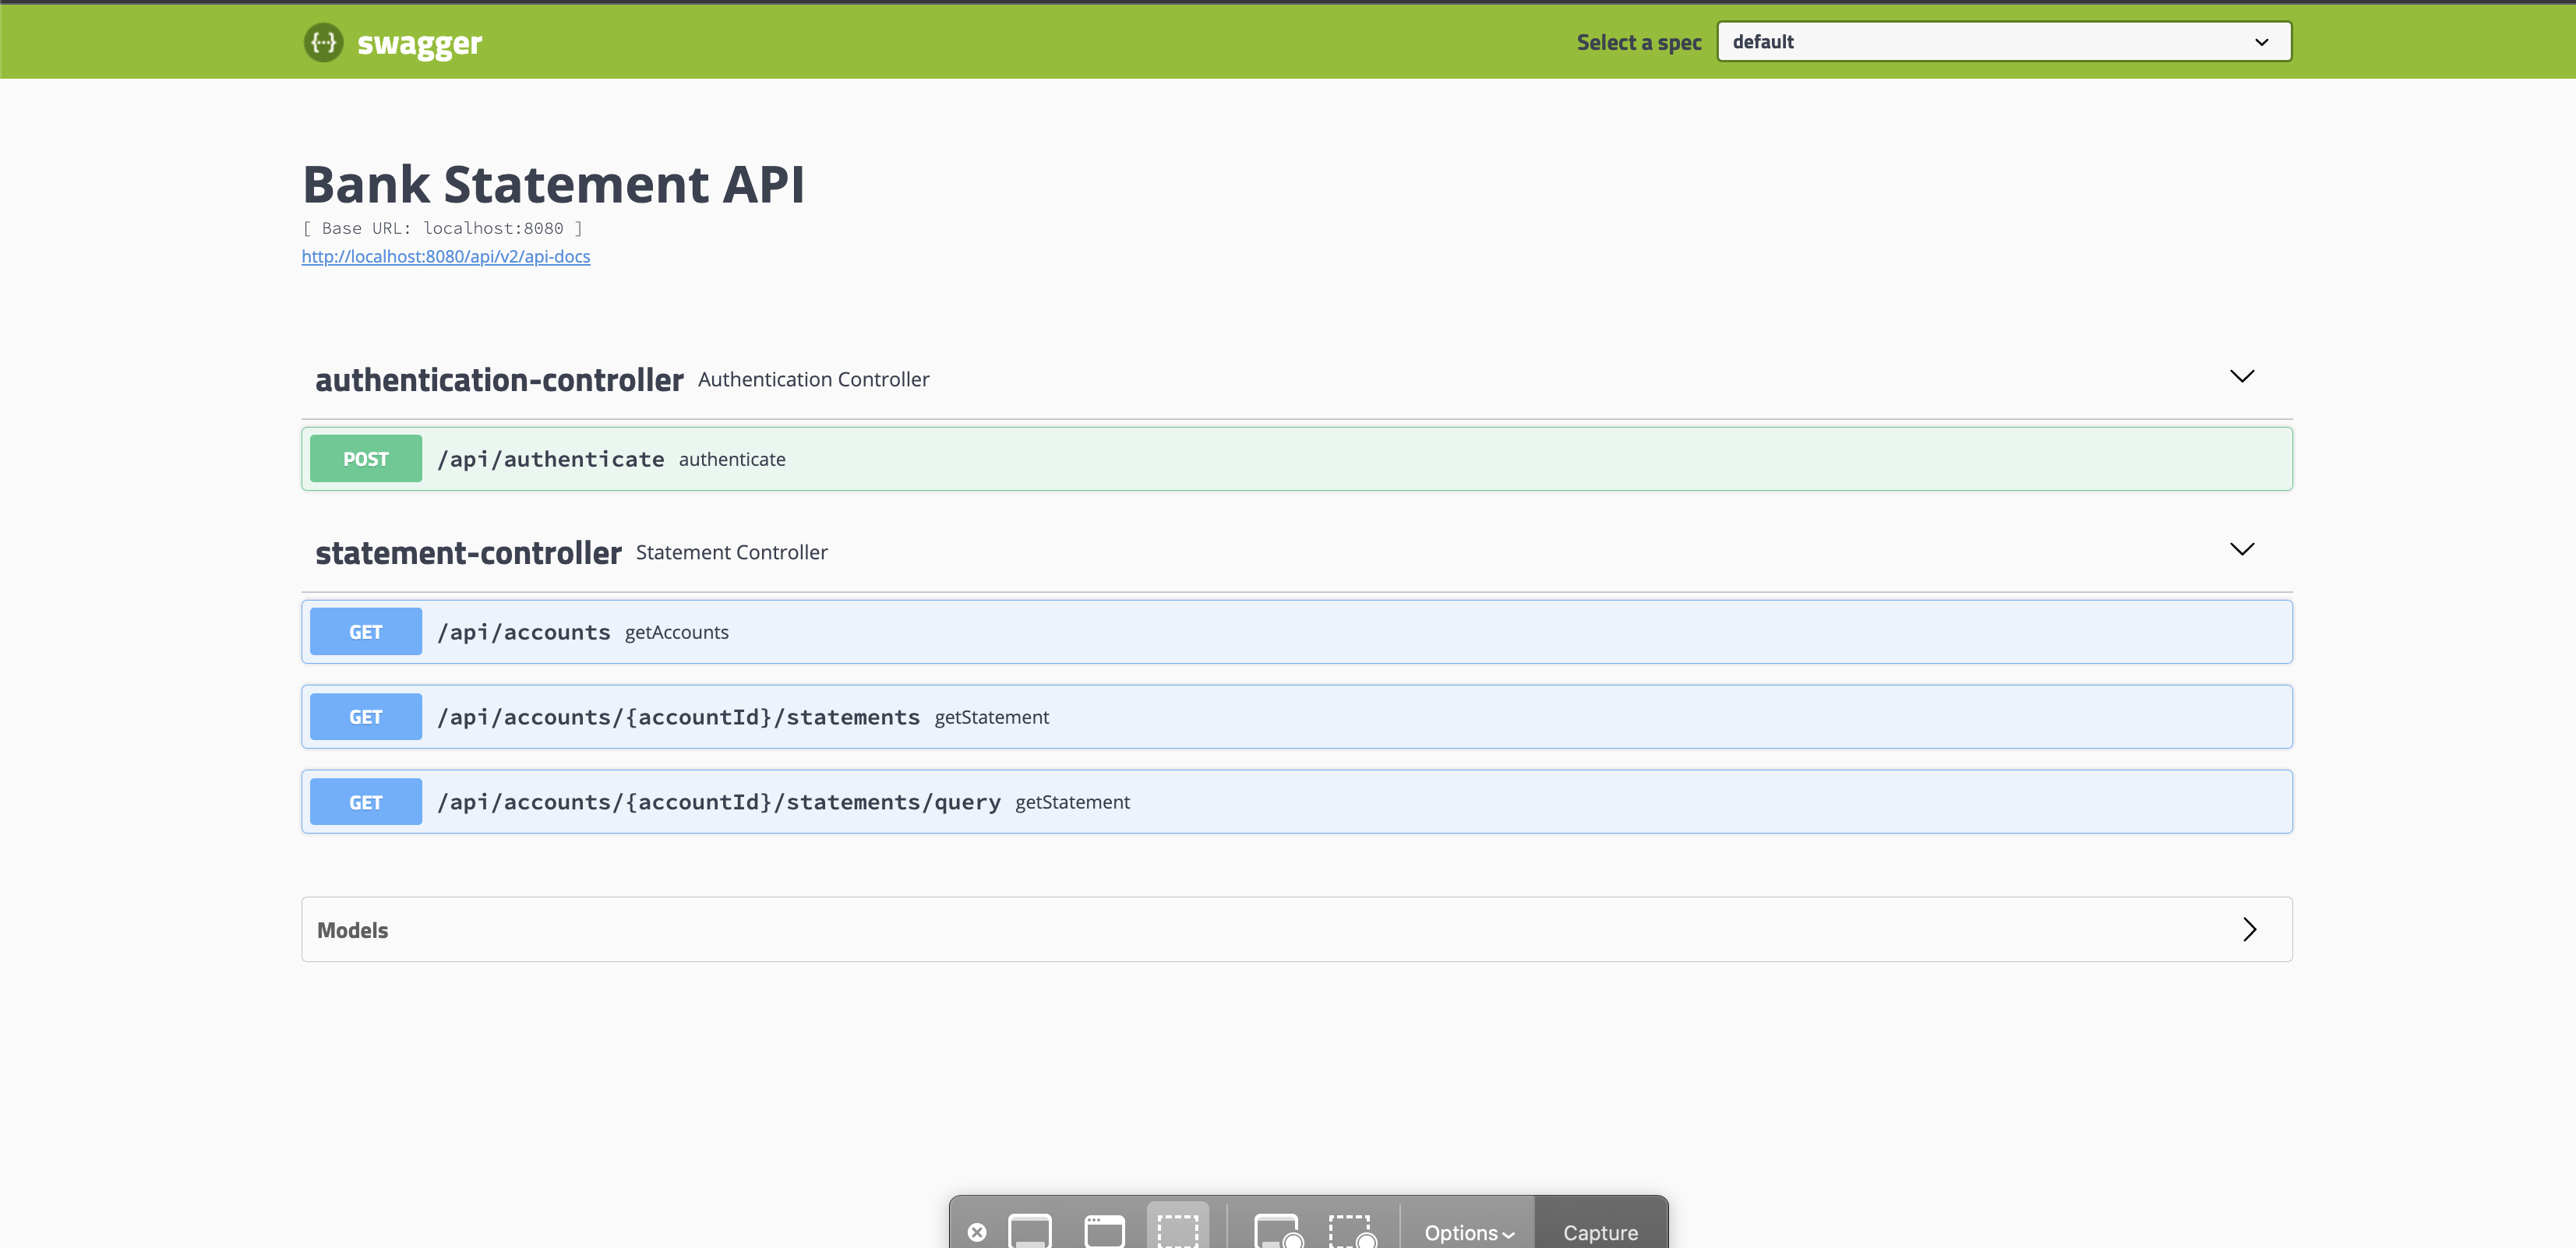 {···} swagger
Select a spec
default
Bank Statement API
[ Base URL: localhost:8080 ]
http://localhost:8080/api/v2/api-docs
authentication-controller Authentication Controller
POST /api/authenticate authenticate
statement-controller Statement Controller
GET /api/accounts getAccounts
GET /api/accounts/{accountId}/statements getStatement
GET /api/accounts/{accountId}/statements/query getStatement
Models
Options
Capture